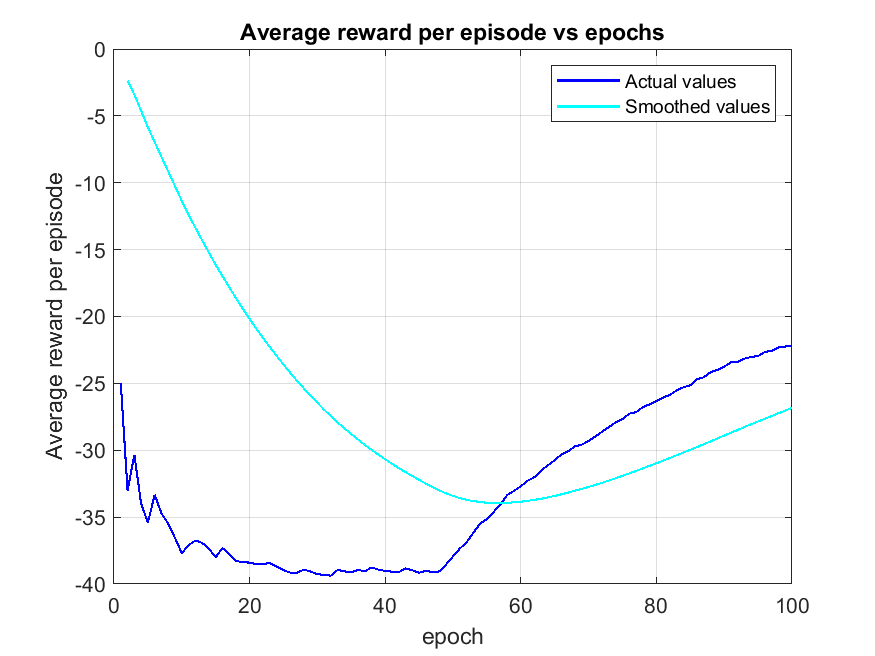 Average reward per episode vs epochs
Actual values
Smoothed values
Average reward per episode
0
-5
-10
-15
-20
-25
-30
-35
-40
0 20 40 60 80 100
epoch